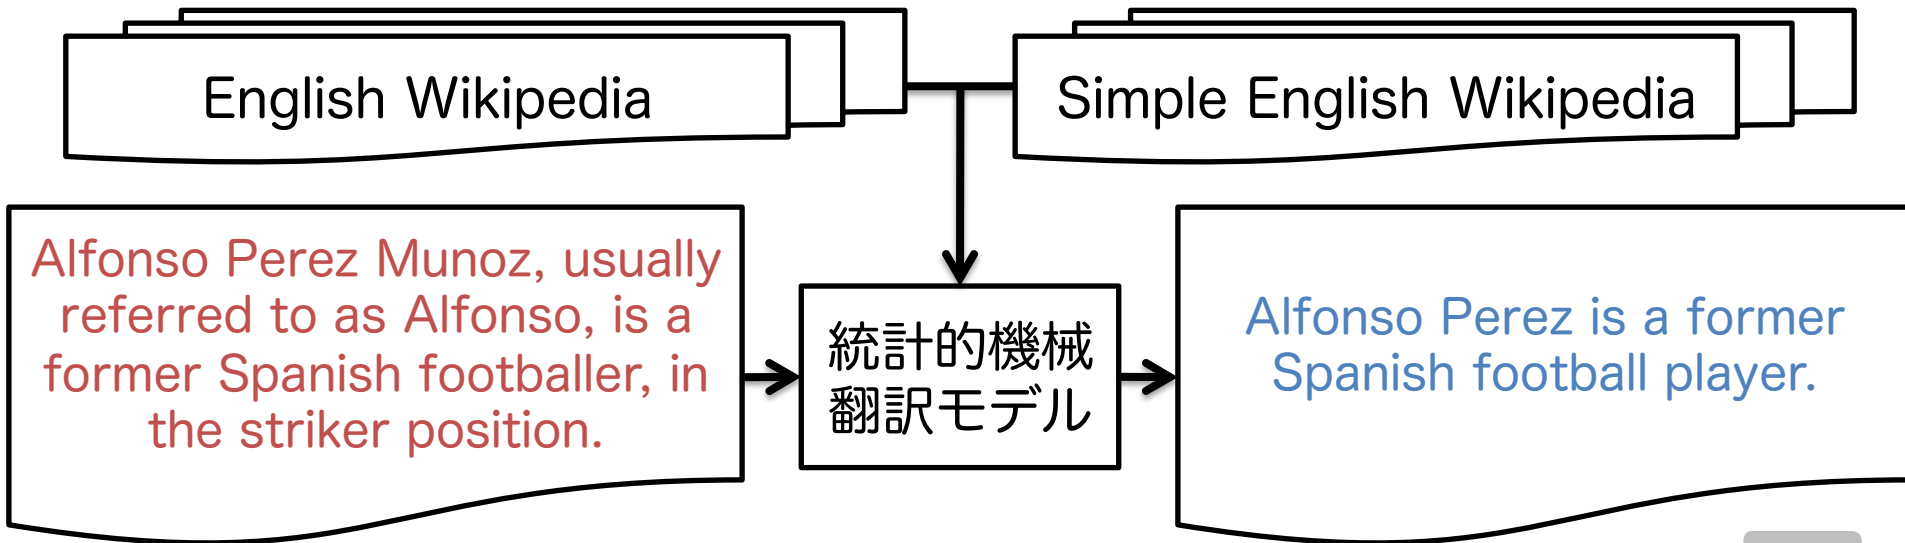 English Wikipedia
Simple English Wikipedia
Alfonso Perez Munoz, usually
referred to as Alfonso, is a
former Spanish footballer, in
the striker position.
統計的機械
翻訳モデル
Alfonso Perez is a former
Spanish football player.